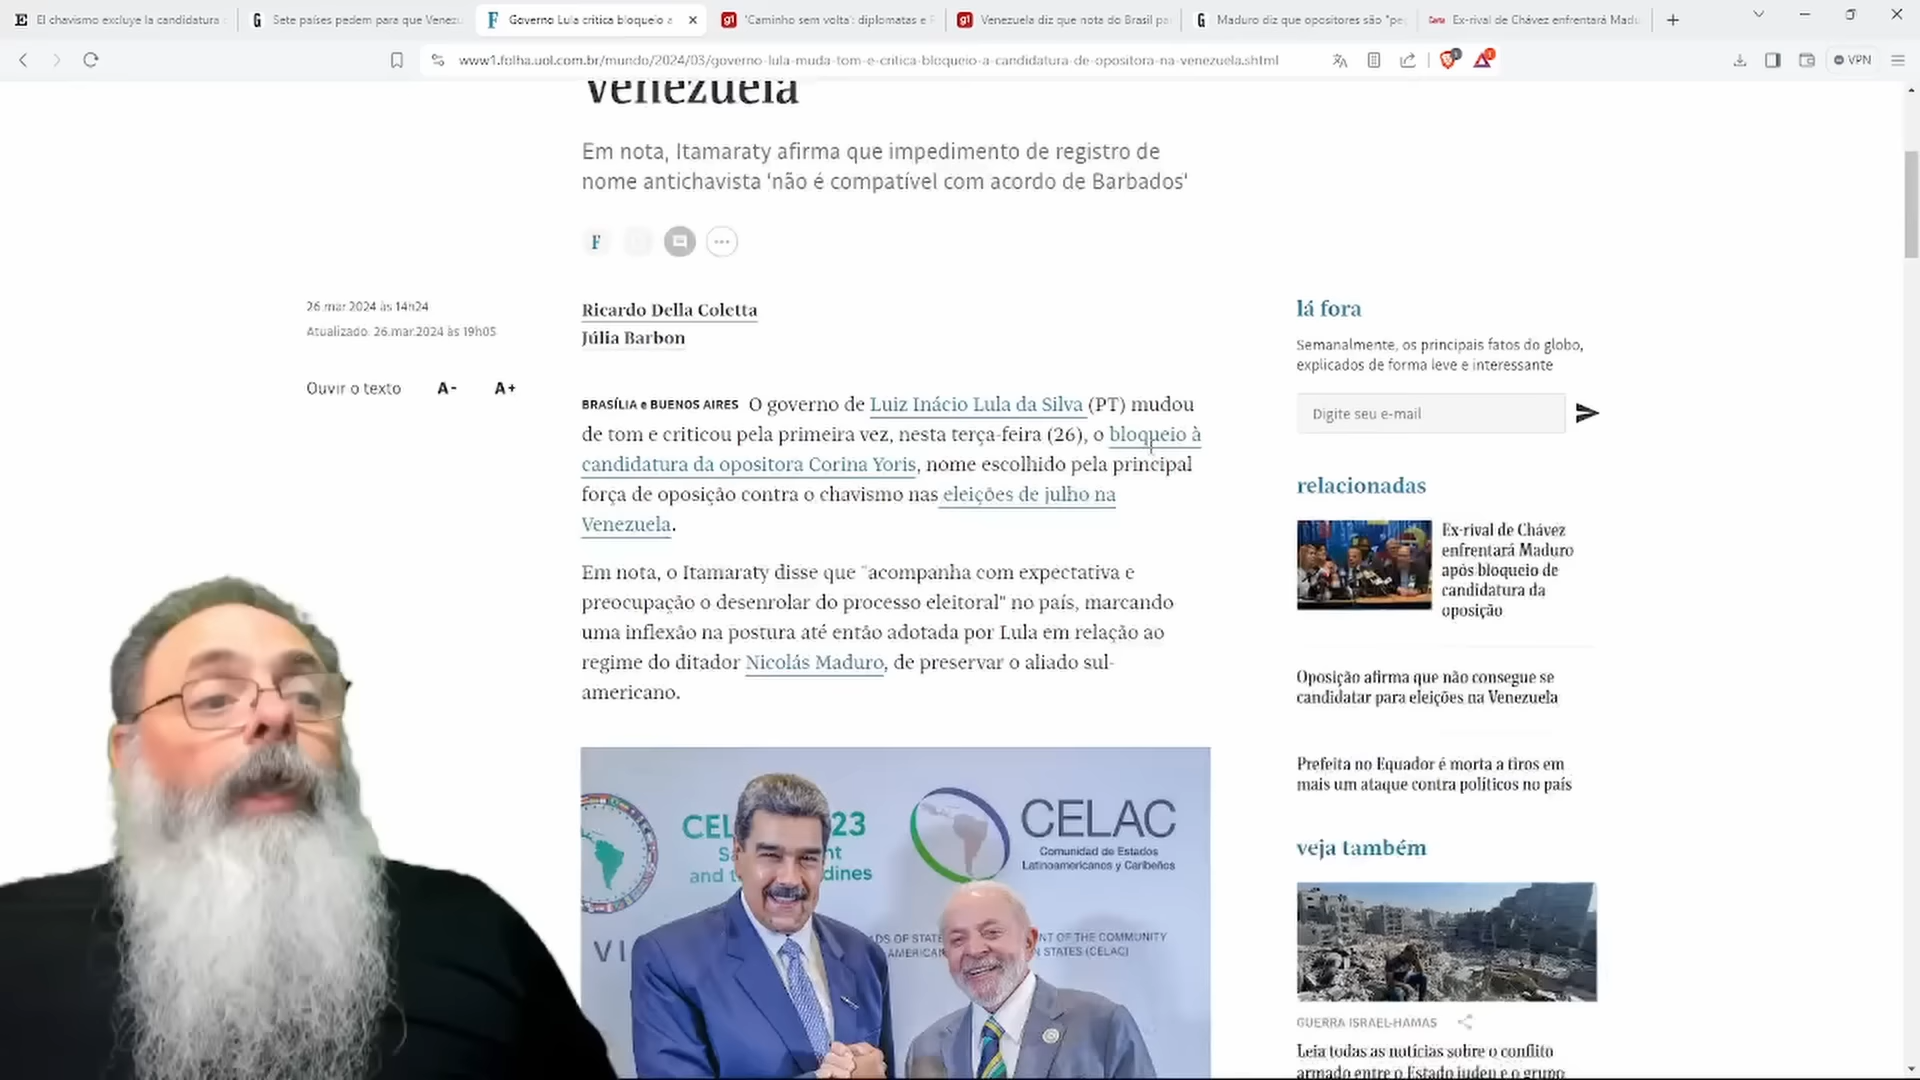 El chavismo excluye la candidatura
Sete países pedem para que Venezu
Governo Lula critica bloqueio a
'Caminho sem volta': diplomatas e
Venezuela diz que nota do Brasil pa
Maduro diz que opositores são "pe
Ex-rival de Chávez enfrentará Madu
www1.folha.uol.com.br/mundo/2024/03/governo-lula-muda-tom-e-critica-bloqueio-a-candidatura-de-opositora-na-venezuela.shtml
VPN
Venezuela
Em nota, Itamaraty afirma que impedimento de registro de
nome antichavista 'não é compatível com acordo de Barbados'
26.mar.2024 às 14h24
Atualizado: 26.mar.2024 às 19h05
Ouvir o texto A- A+
Ricardo Della Coletta
Júlia Barbon
BRASÍLIA e BUENOS AIRES O governo de Luiz Inácio Lula da Silva (PT) mudou
de tom e criticou pela primeira vez, nesta terça-feira (26), o bloqueio à
candidatura da opositora Corina Yoris, nome escolhido pela principal
força de oposição contra o chavismo nas eleições de julho na
Venezuela.
Em nota, o Itamaraty disse que "acompanha com expectativa e
preocupação o desenrolar do processo eleitoral" no país, marcando
uma inflexão na postura até então adotada por Lula em relação ao
regime do ditador Nicolás Maduro, de preservar o aliado sul-
americano.
CELAC
Comunidad de Estados
Latinoamericanos y Caribeños
lá fora
Semanalmente, os principais fatos do globo,
explicados de forma leve e interessante
Digite seu e-mail
relacionadas
Ex-rival de Chávez
enfrentará Maduro
após bloqueio de
candidatura da
oposição
Oposição afirma que não consegue se
candidatar para eleições na Venezuela
Prefeita no Equador é morta a tiros em
mais um ataque contra políticos no país
veja também
GUERRA ISRAEL-HAMAS
Leia todas as notícias sobre o conflito
armado entre o Estado judeu e o grupo